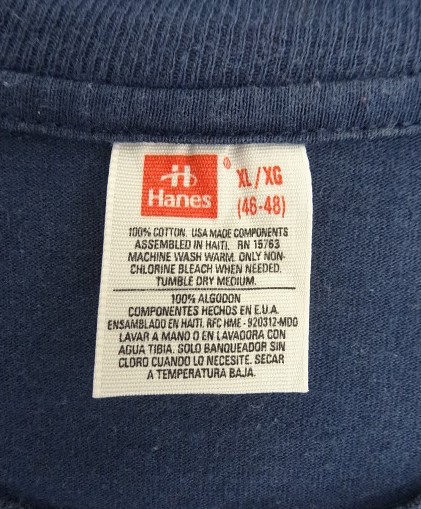 Hanes
®
XL/XG
(46-48)
100% COTTON. USA MADE COMPONENTS
ASSEMBLED IN HAITI. RN 15763
MACHINE WASH WARM. ONLY NON-
CHLORINE BLEACH WHEN NEEDED.
TUMBLE DRY MEDIUM.
100% ALGODON
COMPONENTES HECHOS EN E.U.A.
ENSAMBLADO EN HAITI. RFC HME - 920312-MD0
LAVAR A MANO O EN LAVADORA CON
AGUA TIBIA. SOLO BANQUEADOR SIN
CLORO CUANDO LO NECESITE. SECAR
A TEMPERATURA BAJA.